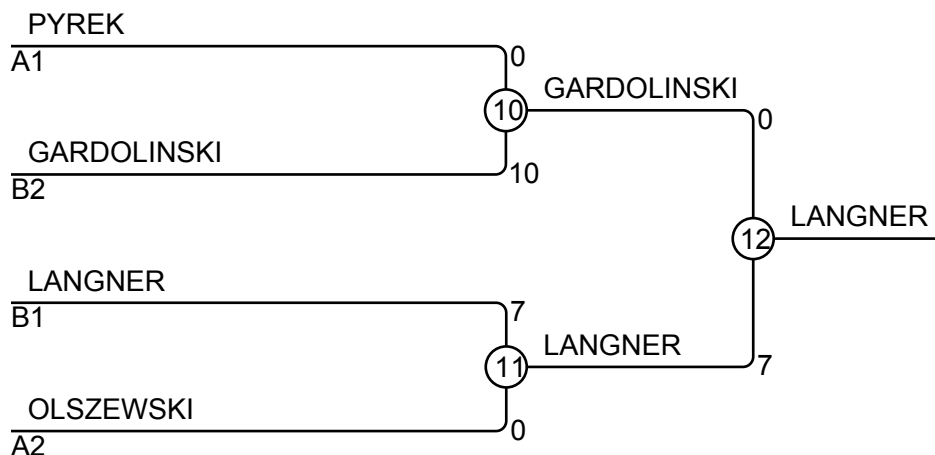 PYREK
A1
0
GARDOLINSKI
10
0
GARDOLINSKI
B2
10
LANGNER
12
LANGNER
B1
7
LANGNER
11
7
OLSZEWSKI
A2
0